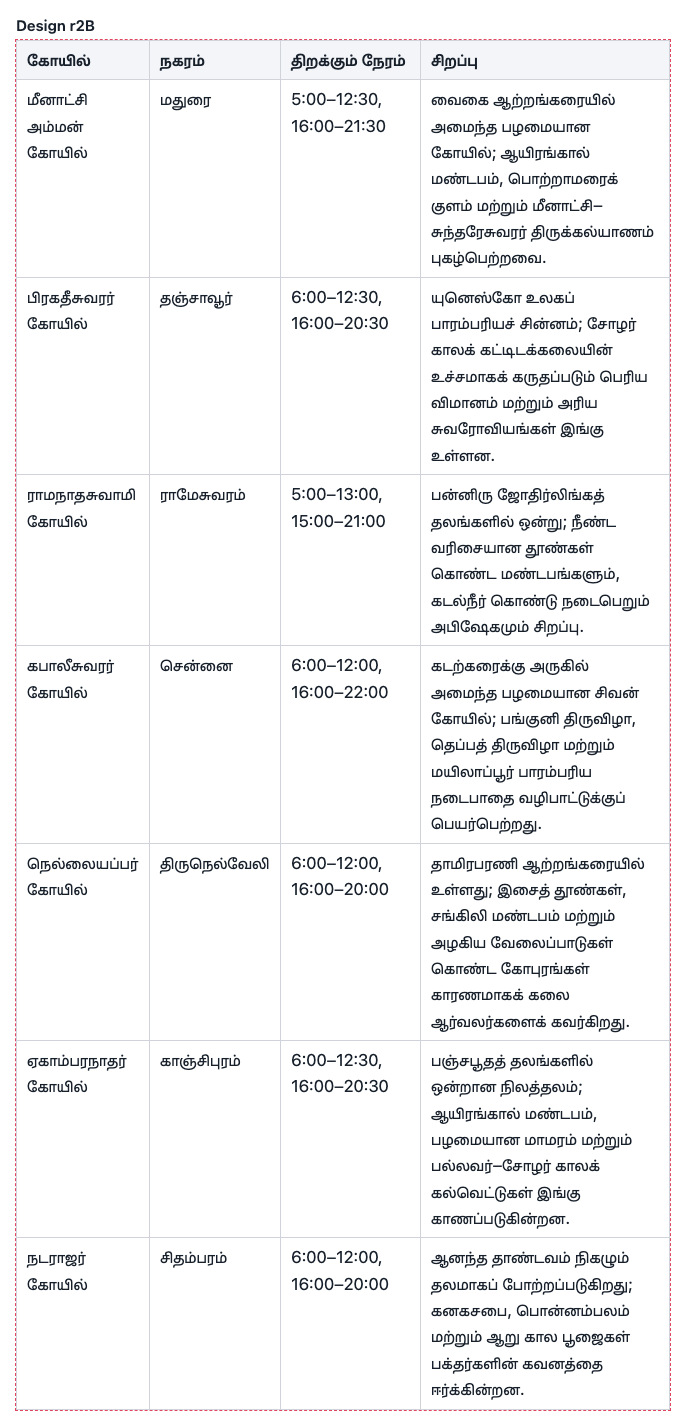 Design r2B
கோயில் நகரம் திறக்கும் நேரம் சிறப்பு
மீனாட்சி
அம்மன்
கோயில்
மதுரை
5:00–12:30,
16:00–21:30
வைகை ஆற்றங்கரையில்
அமைந்த பழமையான
கோயில்; ஆயிரங்கால்
மண்டபம், பொற்றாமரைக்
குளம் மற்றும் மீனாட்சி–
சுந்தரேசுவரர் திருக்கல்யாணம்
புகழ்பெற்றவை.
பிரகதீசுவரர்
கோயில்
தஞ்சாவூர்
6:00–12:30,
16:00–20:30
யுனெஸ்கோ உலகப்
பாரம்பரியச் சின்னம்; சோழர்
காலக் கட்டிடக்கலையின்
உச்சமாகக் கருதப்படும் பெரிய
விமானம் மற்றும் அரிய
சுவரோவியங்கள் இங்கு
உள்ளன.
ராமநாதசுவாமி
கோயில்
ராமேசுவரம்
5:00–13:00,
15:00–21:00
பன்னிரு ஜோதிர்லிங்கத்
தலங்களில் ஒன்று; நீண்ட
வரிசையான தூண்கள்
கொண்ட மண்டபங்களும்,
கடல்நீர் கொண்டு நடைபெறும்
அபிஷேகமும் சிறப்பு.
கபாலீசுவரர்
கோயில்
சென்னை
6:00–12:00,
16:00–22:00
கடற்கரைக்கு அருகில்
அமைந்த பழமையான சிவன்
கோயில்; பங்குனி திருவிழா,
தெப்பத் திருவிழா மற்றும்
மயிலாப்பூர் பாரம்பரிய
நடைபாதை வழிபாட்டுக்குப்
பெயர்பெற்றது.
நெல்லையப்பர்
கோயில்
திருநெல்வேலி
6:00–12:00,
16:00–20:00
தாமிரபரணி ஆற்றங்கரையில்
உள்ளது; இசைத் தூண்கள்,
சங்கிலி மண்டபம் மற்றும்
அழகிய வேலைப்பாடுகள்
கொண்ட கோபுரங்கள்
காரணமாகக் கலை
ஆர்வலர்களைக் கவர்கிறது.
ஏகாம்பரநாதர்
கோயில்
காஞ்சிபுரம்
6:00–12:30,
16:00–20:30
பஞ்சபூதத் தலங்களில்
ஒன்றான நிலத்தலம்;
ஆயிரங்கால் மண்டபம்,
பழமையான மாமரம் மற்றும்
பல்லவர்–சோழர் காலக்
கல்வெட்டுகள் இங்கு
காணப்படுகின்றன.
நடராஜர்
கோயில்
சிதம்பரம்
6:00–12:00,
16:00–20:00
ஆனந்த தாண்டவம் நிகழும்
தலமாகப் போற்றப்படுகிறது;
கனகசபை, பொன்னம்பலம்
மற்றும் ஆறு கால பூஜைகள்
பக்தர்களின் கவனத்தை
ஈர்க்கின்றன.